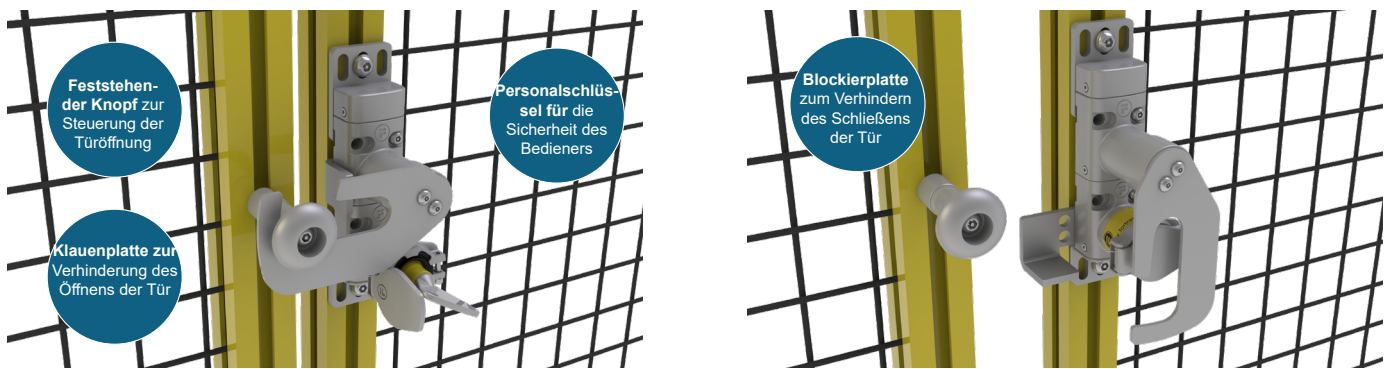 Feststehen-
der Knopf zur
Steuerung der
Türöffnung
Personalschlüs-
sel für die
Sicherheit des
Bedieners
Klauenplatte zur
Verhinderung des
Öffnens der Tür
Blockierplatte
zum Verhindern
des Schließens
der Tür